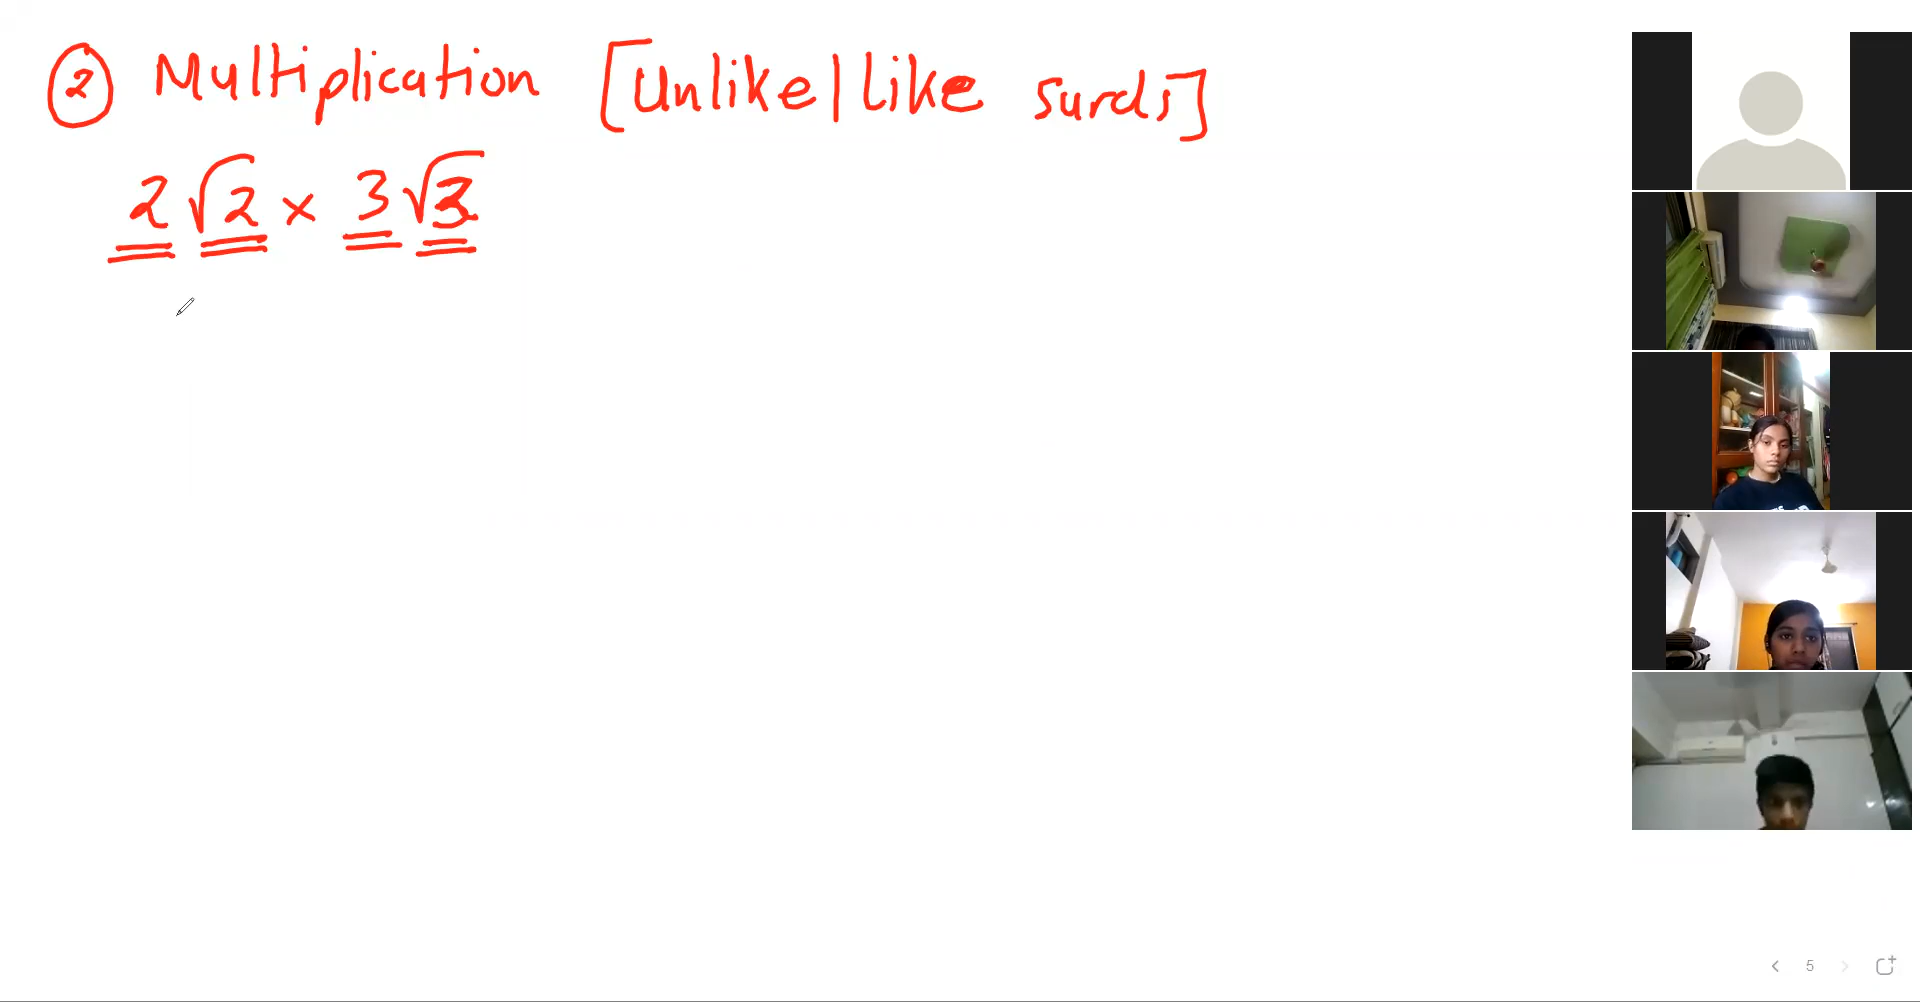 ② Multiplication [Unlike|like surds]
2√2 × 3√3
5